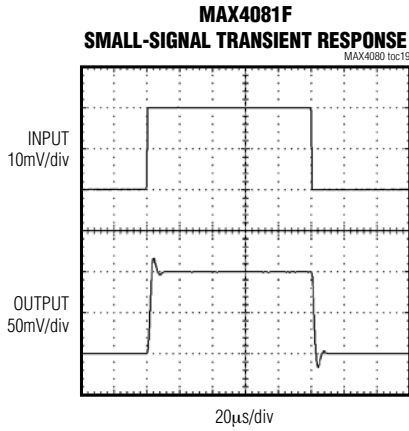 MAX4081F
SMALL-SIGNAL TRANSIENT RESPONSE
MAX4080 toc19
INPUT
10mV/div
OUTPUT
50mV/div
20μs/div